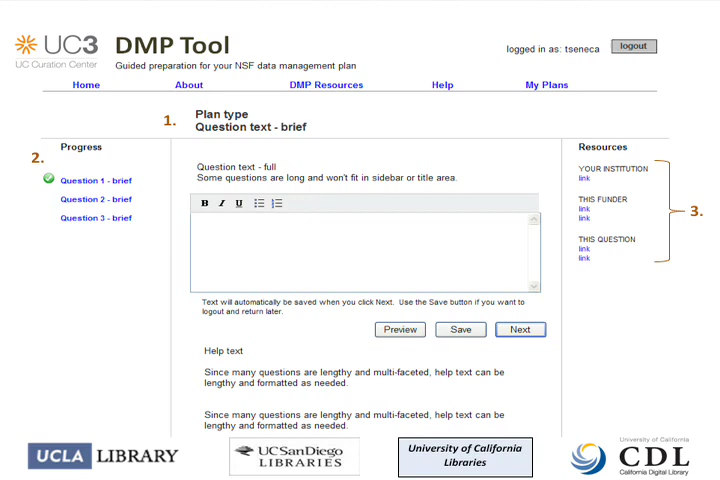 UC3
UC Curation Center
DMP Tool
Guided preparation for your NSF data management plan
logged in as: tseneca
logout
Home
About
DMP Resources
Help
My Plans
1.
Plan type
Question text - brief
2.
Progress
Question 1 - brief
Question 2 - brief
Question 3 - brief
Question text - full
Some questions are long and won't fit in sidebar or title area.
B I U
Text will automatically be saved when you click Next. Use the Save button if you want to
logout and return later.
Preview
Save
Next
Help text
Since many questions are lengthy and multi-faceted, help text can be
lengthy and formatted as needed.
Since many questions are lengthy and multi-faceted, help text can be
lengthy and formatted as needed.
Resources
YOUR INSTITUTION
link
THIS FUNDER
link
link
THIS QUESTION
link
link
3.
UCLA LIBRARY
UC San Diego
LIBRARIES
University of California
Libraries
University of California
CDL
California Digital Library